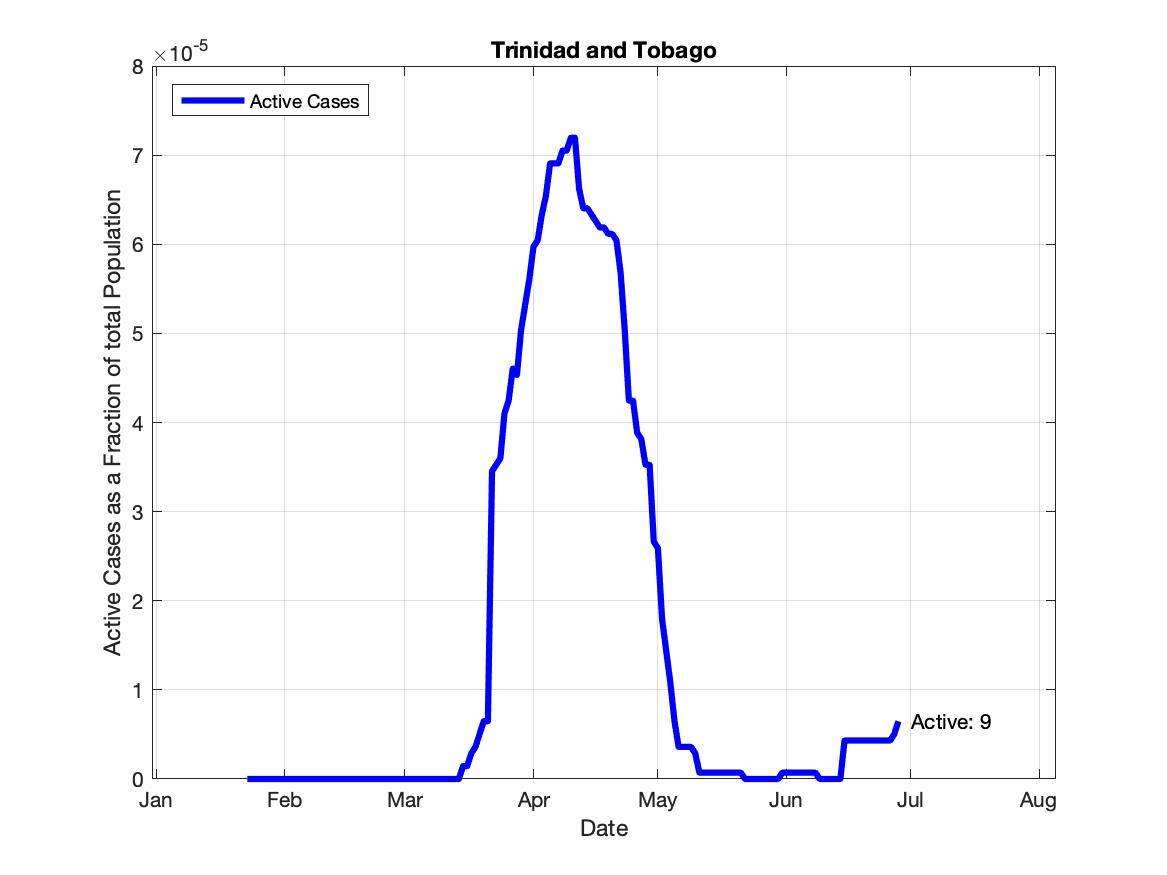 ×10-5
Trinidad and Tobago
Active Cases
8
7
6
5
4
3
2
1
0
Active Cases as a Fraction of total Population
Active: 9
Jan Feb Mar Apr May Jun Jul Aug
Date